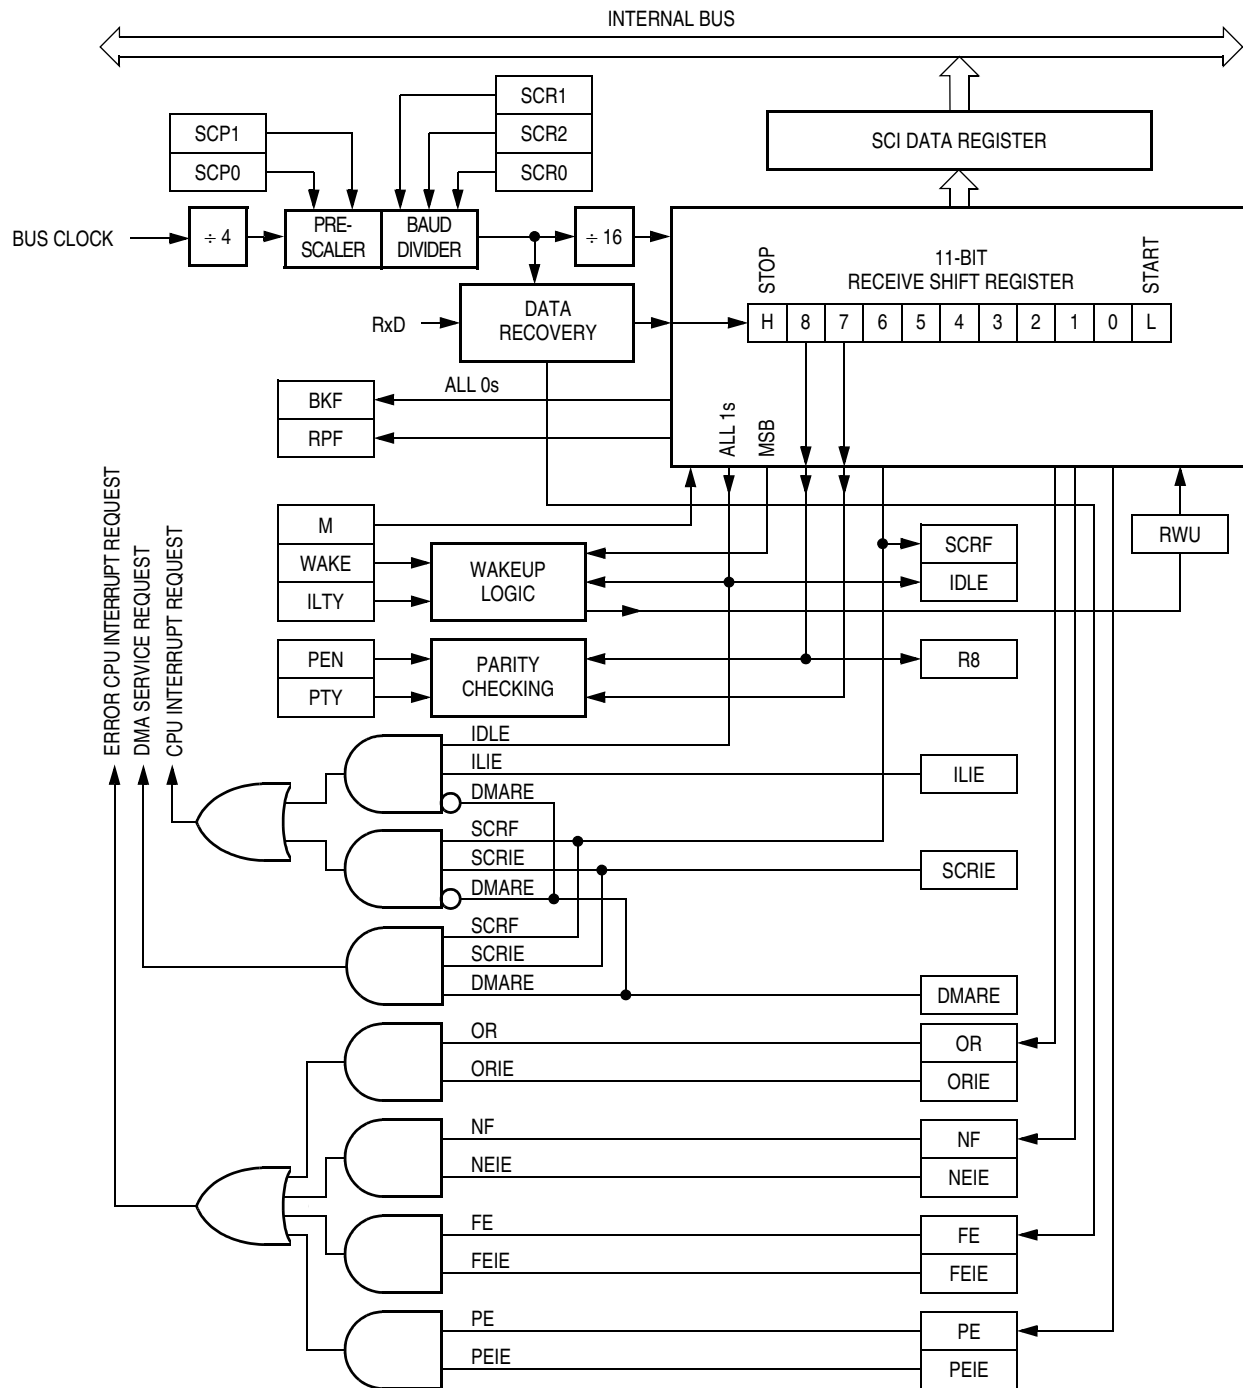 INTERNAL BUS
SCR1
SCR2
SCR0
SCP1
SCP0
SCI DATA REGISTER
BUS CLOCK
÷ 4
PRE-
SCALER
BAUD
DIVIDER
÷ 16
11-BIT
RECEIVE SHIFT REGISTER
STOP
START
H 8 7 6 5 4 3 2 1 0 L
RxD
DATA
RECOVERY
ALL 0s
BKF
RPF
ALL 1s
MSB
M
WAKE
ILTY
WAKEUP
LOGIC
SCRF
IDLE
RWU
PEN
PTY
PARITY
CHECKING
R8
ERROR CPU INTERRUPT REQUEST
DMA SERVICE REQUEST
CPU INTERRUPT REQUEST
IDLE
ILIE
DMARE
ILIE
SCRF
SCRIE
DMARE
SCRIE
SCRF
SCRIE
DMARE
DMARE
OR
ORIE
OR
ORIE
NF
NEIE
NF
NEIE
FE
FEIE
FE
FEIE
PE
PEIE
PE
PEIE